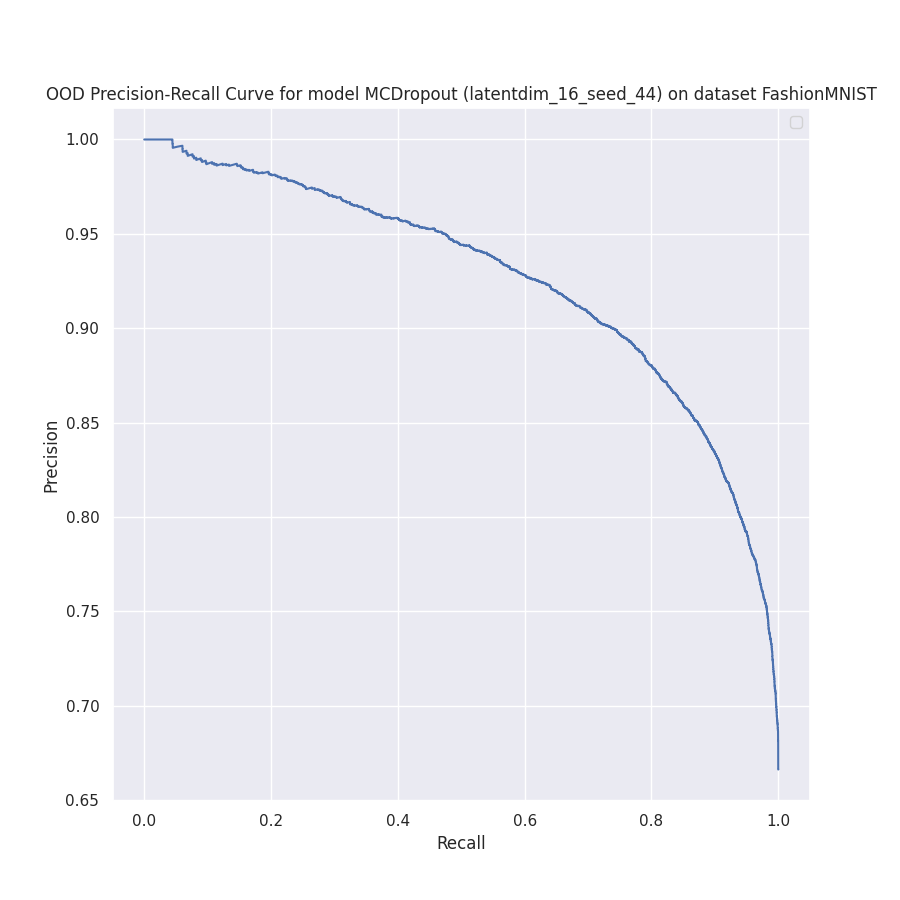 OOD Precision-Recall Curve for model MCDropout (latentdim_16_seed_44) on dataset FashionMNIST
1.00
0.95
0.90
0.85
0.80
0.75
0.70
0.65
Precision
0.0 0.2 0.4 0.6 0.8 1.0
Recall